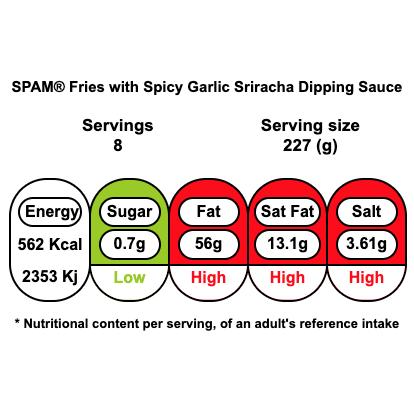 SPAM® Fries with Spicy Garlic Sriracha Dipping Sauce
Servings Serving size
8 227 (g)
Energy Sugar Fat Sat Fat Salt
562 Kcal 0.7g 56g 13.1g 3.61g
2353 Kj Low High High High
* Nutritional content per serving, of an adult's reference intake